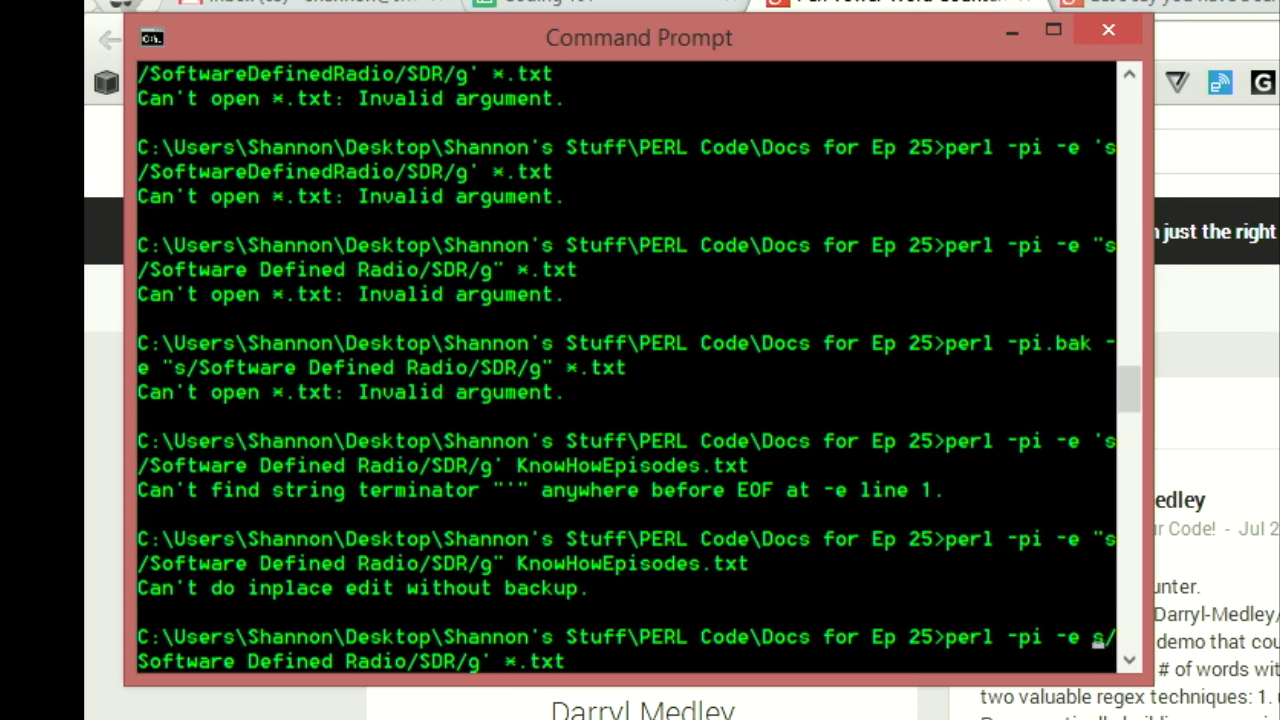 Command Prompt
/SoftwareDefinedRadio/SDR/g' *.txt
Can't open *.txt: Invalid argument.
C:\Users\Shannon\Desktop\Shannon's Stuff\PERL Code\Docs for Ep 25>perl -pi -e 's
/SoftwareDefinedRadio/SDR/g' *.txt
Can't open *.txt: Invalid argument.
C:\Users\Shannon\Desktop\Shannon's Stuff\PERL Code\Docs for Ep 25>perl -pi -e "s
/Software Defined Radio/SDR/g" *.txt
Can't open *.txt: Invalid argument.
C:\Users\Shannon\Desktop\Shannon's Stuff\PERL Code\Docs for Ep 25>perl -pi.bak -
e "s/Software Defined Radio/SDR/g" *.txt
Can't open *.txt: Invalid argument.
C:\Users\Shannon\Desktop\Shannon's Stuff\PERL Code\Docs for Ep 25>perl -pi -e 's
/Software Defined Radio/SDR/g' KnowHowEpisodes.txt
Can't find string terminator "'" anywhere before EOF at -e line 1.
C:\Users\Shannon\Desktop\Shannon's Stuff\PERL Code\Docs for Ep 25>perl -pi -e "s
/Software Defined Radio/SDR/g" KnowHowEpisodes.txt
Can't do inplace edit without backup.
C:\Users\Shannon\Desktop\Shannon's Stuff\PERL Code\Docs for Ep 25>perl -pi -e s/
Software Defined Radio/SDR/g' *.txt
G
just the right
edley
ur Code! - Jul 2
unter.
Darryl-Medley/
demo that cou
# of words wit
two valuable regex techniques: 1.
Darryl Medley